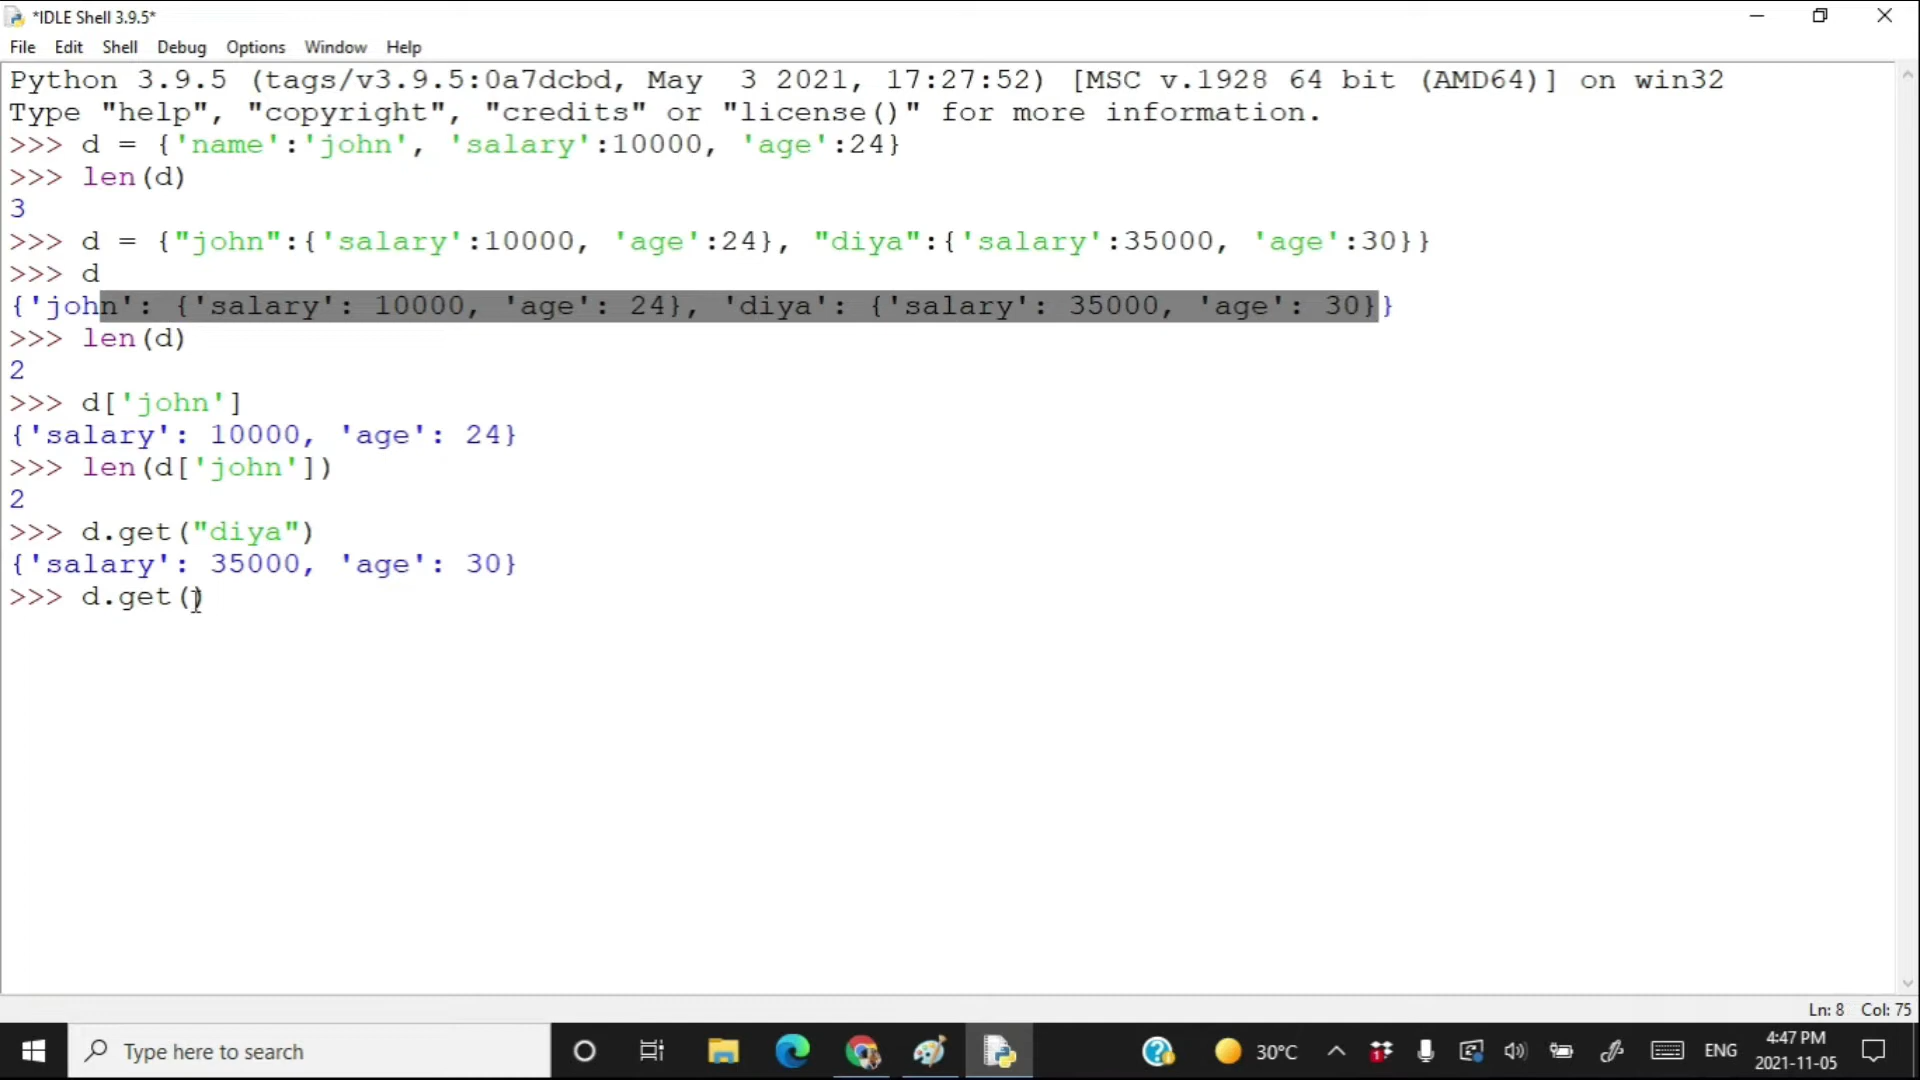 *IDLE Shell 3.9.5*
File Edit Shell Debug Options Window Help
Python 3.9.5 (tags/v3.9.5:0a7dcbd, May  3 2021, 17:27:52) [MSC v.1928 64 bit (AMD64)] on win32
Type "help", "copyright", "credits" or "license()" for more information.
>>> d = {'name':'john', 'salary':10000, 'age':24}
>>> len(d)
3
>>> d = {"john":{'salary':10000, 'age':24}, "diya":{'salary':35000, 'age':30}}
>>> d
{'john': {'salary': 10000, 'age': 24}, 'diya': {'salary': 35000, 'age': 30}}
>>> len(d)
2
>>> d['john']
{'salary': 10000, 'age': 24}
>>> len(d['john'])
2
>>> d.get("diya")
{'salary': 35000, 'age': 30}
>>> d.get()
Ln: 8 Col: 75
Type here to search
30°C
ENG
4:47 PM
2021-11-05